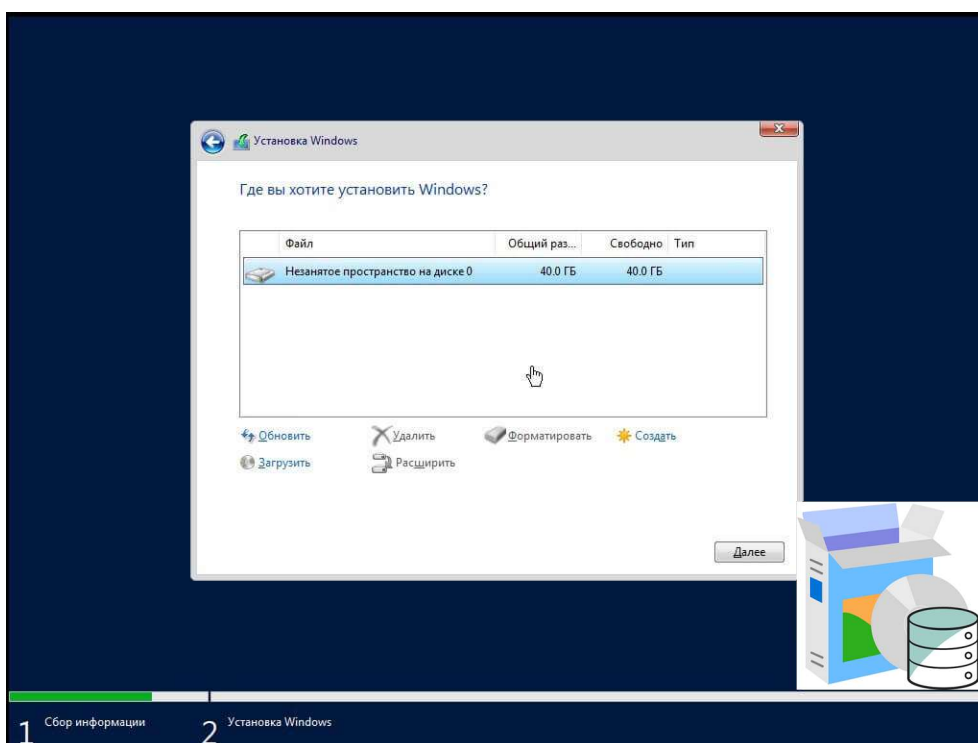 Установка Windows
Где вы хотите установить Windows?
Файл Общий раз... Свободно Тип
Незанятое пространство на диске 0 40.0 ГБ 40.0 ГБ
Обновить Удалить Форматировать Создать
Загрузить Расширить
Далее
1 Сбор информации 2 Установка Windows